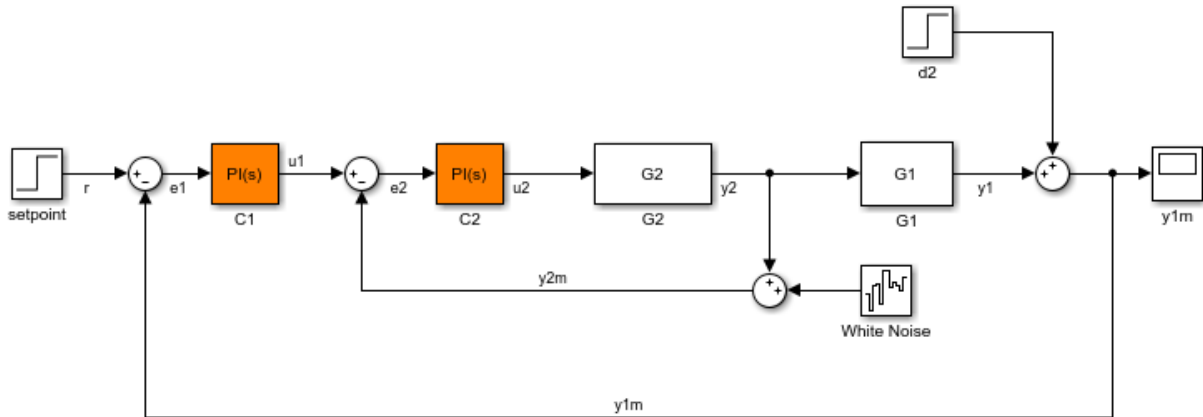 d2
setpoint
r
e1
PI(s)
C1
u1
e2
PI(s)
C2
u2
G2
G2
y2
G1
G1
y1
y1m
y2m
White Noise
y1m